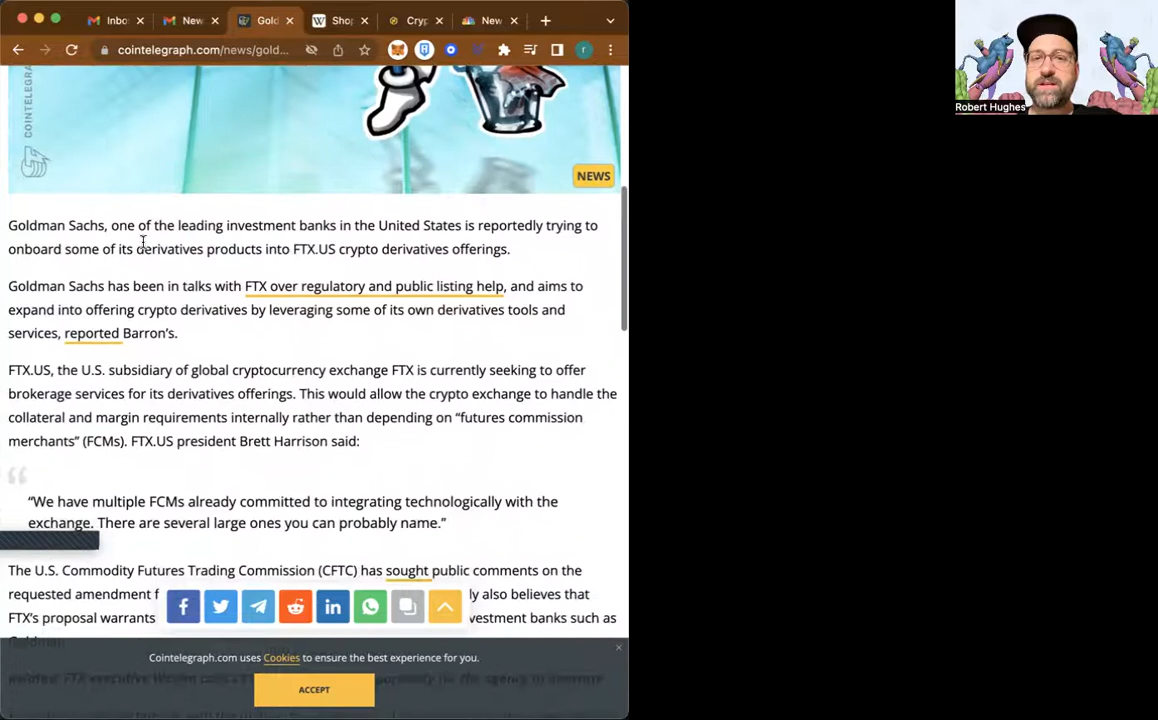 Inbo
New
Gold
Shop
Cryp
New
cointelegraph.com/news/gold...
r
Robert Hughes
COINTELEGRAPH
NEWS
Goldman Sachs, one of the leading investment banks in the United States is reportedly trying to
onboard some of its derivatives products into FTX.US crypto derivatives offerings.
Goldman Sachs has been in talks with FTX over regulatory and public listing help, and aims to
expand into offering crypto derivatives by leveraging some of its own derivatives tools and
services, reported Barron's.
FTX.US, the U.S. subsidiary of global cryptocurrency exchange FTX is currently seeking to offer
brokerage services for its derivatives offerings. This would allow the crypto exchange to handle the
collateral and margin requirements internally rather than depending on “futures commission
merchants” (FCMs). FTX.US president Brett Harrison said:
“We have multiple FCMs already committed to integrating technologically with the
exchange. There are several large ones you can probably name.”
The U.S. Commodity Futures Trading Commission (CFTC) has sought public comments on the
requested amendment f ly also believes that
FTX's proposal warrants vestment banks such as
Goldman.
Cointelegraph.com uses Cookies to ensure the best experience for you.
ACCEPT